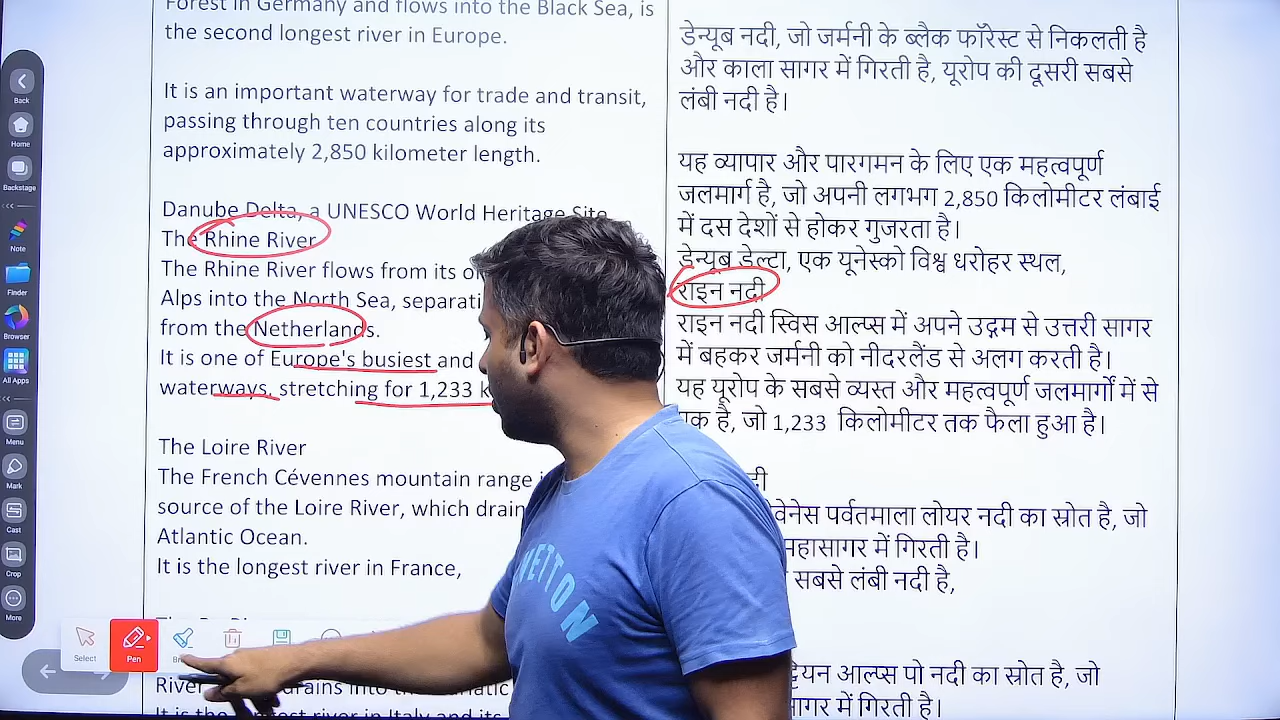 Forest in Germany and flows into the Black Sea, is
the second longest river in Europe.
It is an important waterway for trade and transit,
passing through ten countries along its
approximately 2,850 kilometer length.
Danube Delta, a UNESCO World Heritage Site
The Rhine River
The Rhine River flows from its
Alps into the North Sea,
from the Netherlands.
It is one of Europe's busiest and
waterways, stretching for 1,233
The Loire River
The French Cévennes mountain range
source of the Loire River, which
Atlantic Ocean.
It is the longest river in France,
डेन्यूब नदी, जो जर्मनी के ब्लैक फॉरेस्ट से निकलती है
और काला सागर में गिरती है, यूरोप की दूसरी सबसे
लंबी नदी है।
यह व्यापार और पारगमन के लिए एक महत्वपूर्ण
जलमार्ग है, जो अपनी लगभग 2,850 किलोमीटर लंबाई
में दस देशों से होकर गुजरता है।
डेन्यूब डेल्टा, एक यूनेस्को विश्व धरोहर स्थल,
राइन नदी
राइन नदी स्विस आल्प्स में अपने उद्गम से उत्तरी सागर
में बहकर जर्मनी को नीदरलैंड से अलग करती है।
यह यूरोप के सबसे व्यस्त और महत्वपूर्ण जलमार्गों में से
एक है, जो 1,233 किलोमीटर तक फैला हुआ है।
पर्वतमाला लोयर नदी का स्रोत है, जो
महासागर में गिरती है।
सबसे लंबी नदी है,
आल्प्स पो नदी का स्रोत है, जो
सागर में गिरती है।
Back
Home
Backstage
Note
Finder
Browser
All Apps
Menu
Mark
Cast
Crop
More
Select
Pen